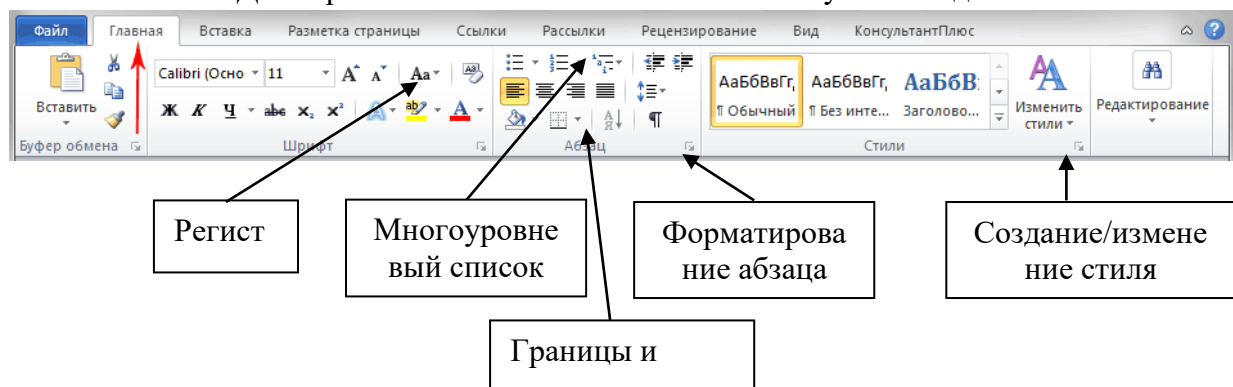 Файл Главная Вставка Разметка страницы Ссылки Рассылки Рецензирование Вид КонсультантПлюс
Calibri (Осно 11 Aa
АаБбВвГг, АаБбВвГг, АаБбВ
Вставить Ж К Ч abc x₂ x² A A Изменить стили Редактирование
¶ Обычный ¶ Без инте... Заголово...
Буфер обмена Шрифт Абзац Стили
Регист
Многоуровне
вый список
Форматирова
ние абзаца
Создание/измене
ние стиля
Границы и